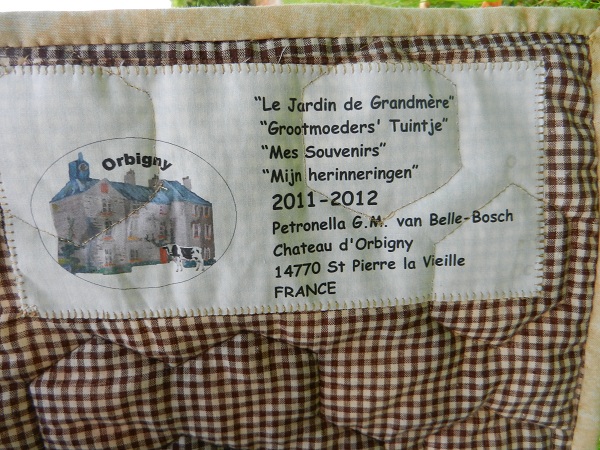 Orbigny
"Le Jardin de Grandmère"
"Grootmoeders' Tuintje"
"Mes Souvenirs"
"Mijn herinneringen"
2011-2012
Petronella G.M. van Belle-Bosch
Chateau d'Orbigny
14770 St Pierre la Vieille
FRANCE